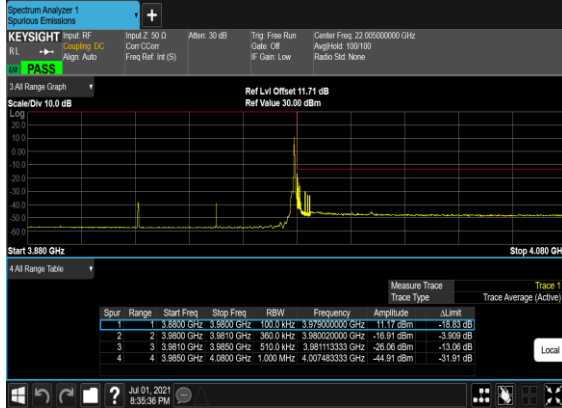 Spectrum Analyzer 1
Spurious Emissions
KEYSIGHT Input: RF Input Z: 50 Ω Atten: 30 dB Trig: Free Run Center Freq: 22.005000000 GHz
RL Coupling: DC Corr CCorr Gate: Off Avg|Hold: 100/100
Align: Auto Freq Ref: Int (S) IF Gain: Low Radio Std: None
PASS
3 All Range Graph
Ref Lvl Offset 11.71 dB
Scale/Div 10.0 dB Ref Value 30.00 dBm
Log
20.0
10.0
0.00
-10.0
-20.0
-30.0
-40.0
-50.0
-60.0
Start 3.880 GHz Stop 4.080 GHz
4 All Range Table
Measure Trace Trace 1
Trace Type Trace Average (Active)
Spur Range Start Freq Stop Freq RBW Frequency Amplitude ΔLimit
1 1 3.8800 GHz 3.9800 GHz 100.0 kHz 3.979000000 GHz 11.17 dBm -18.83 dB
2 2 3.9800 GHz 3.9810 GHz 360.0 kHz 3.980020000 GHz -16.91 dBm -3.909 dB
3 3 3.9810 GHz 3.9850 GHz 510.0 kHz 3.981113333 GHz -26.06 dBm -13.06 dB
4 4 3.9850 GHz 4.0800 GHz 1.000 MHz 4.007483333 GHz -44.91 dBm -31.91 dB
Local
Jul 01, 2021
8:35:36 PM